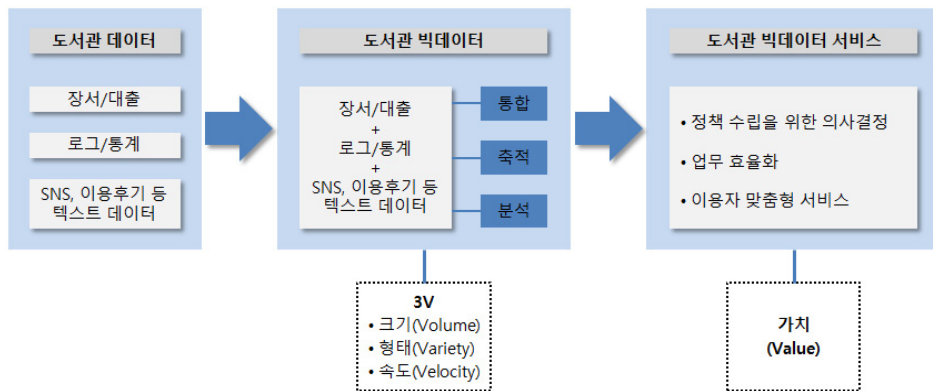 도서관 데이터
장서/대출
로그/통계
SNS, 이용후기 등
텍스트 데이터
도서관 빅데이터
장서/대출
+
로그/통계
+
SNS, 이용후기 등
텍스트 데이터
통합
축적
분석
3V
• 크기(Volume)
• 형태(Variety)
• 속도(Velocity)
도서관 빅데이터 서비스
• 정책 수립을 위한 의사결정
• 업무 효율화
• 이용자 맞춤형 서비스
가치
(Value)